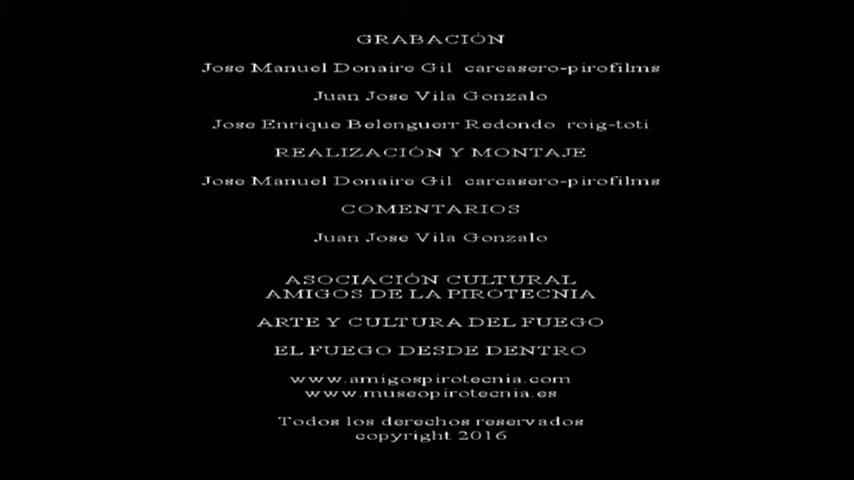 GRABACIÓN
Jose Manuel Donaire Gil carcasero-pirofilms
Juan Jose Vila Gonzalo
Jose Enrique Belenguerr Redondo roig-toti
REALIZACIÓN Y MONTAJE
Jose Manuel Donaire Gil carcasero-pirofilms
COMENTARIOS
Juan Jose Vila Gonzalo
ASOCIACIÓN CULTURAL
AMIGOS DE LA PIROTECNIA
ARTE Y CULTURA DEL FUEGO
EL FUEGO DESDE DENTRO
www.amigospirotecnia.com
www.museopirotecnia.es
Todos los derechos reservados
copyright 2016